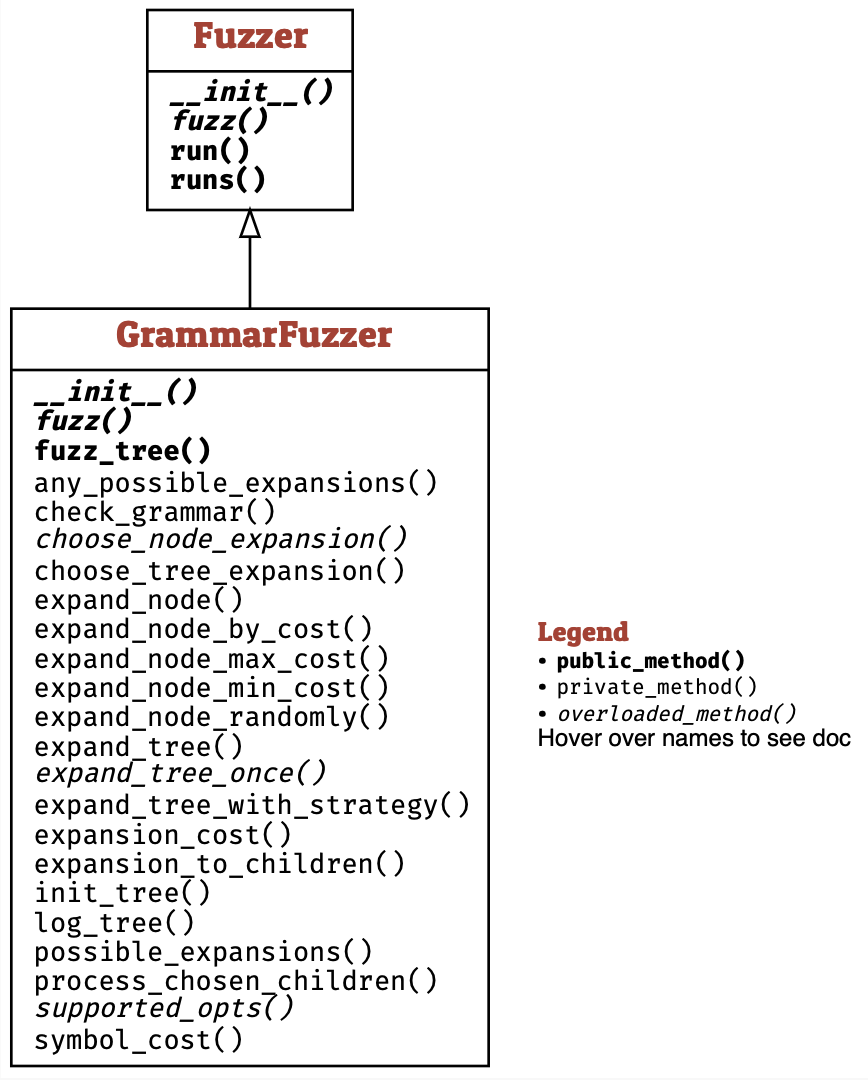 Fuzzer
__init__()
fuzz()
run()
runs()
GrammarFuzzer
__init__()
fuzz()
fuzz_tree()
any_possible_expansions()
check_grammar()
choose_node_expansion()
choose_tree_expansion()
expand_node()
expand_node_by_cost()
expand_node_max_cost()
expand_node_min_cost()
expand_node_randomly()
expand_tree()
expand_tree_once()
expand_tree_with_strategy()
expansion_cost()
expansion_to_children()
init_tree()
log_tree()
possible_expansions()
process_chosen_children()
supported_opts()
symbol_cost()
Legend
• public_method()
• private_method()
• overloaded_method()
Hover over names to see doc